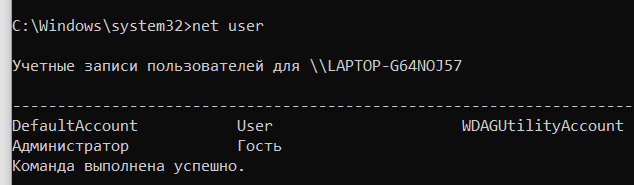 C:\Windows\system32>net user
Учетные записи пользователей для \\LAPTOP-G64NOJ57
-------------------------------------------------------------------------------
DefaultAccount User WDAGUtilityAccount
Администратор Гость
Команда выполнена успешно.